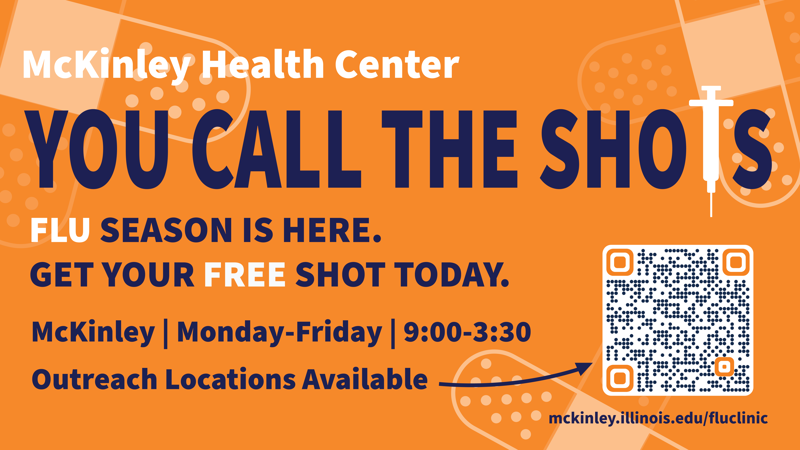 McKinley Health Center
YOU CALL THE SHOTS
FLU SEASON IS HERE.
GET YOUR FREE SHOT TODAY.
McKinley | Monday-Friday | 9:00-3:30
Outreach Locations Available
mckinley.illinois.edu/fluclinic